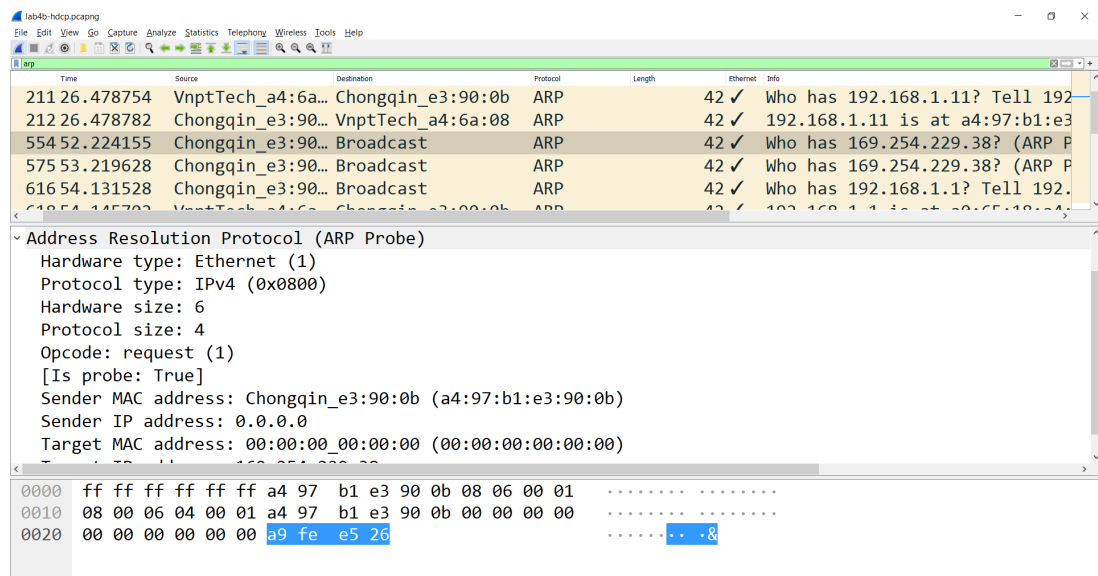 lab4b-hdcp.pcapng
File Edit View Go Capture Analyze Statistics Telephony Wireless Tools Help
arp
Time Source Destination Protocol Length Ethernet Info
211 26.478754 VnptTech_a4:6a… Chongqin_e3:90:0b ARP 42 ✓ Who has 192.168.1.11? Tell 192
212 26.478782 Chongqin_e3:90… VnptTech_a4:6a:08 ARP 42 ✓ 192.168.1.11 is at a4:97:b1:e3
554 52.224155 Chongqin_e3:90… Broadcast ARP 42 ✓ Who has 169.254.229.38? (ARP P
575 53.219628 Chongqin_e3:90… Broadcast ARP 42 ✓ Who has 169.254.229.38? (ARP P
616 54.131528 Chongqin_e3:90… Broadcast ARP 42 ✓ Who has 192.168.1.1? Tell 192.
Address Resolution Protocol (ARP Probe)
Hardware type: Ethernet (1)
Protocol type: IPv4 (0x0800)
Hardware size: 6
Protocol size: 4
Opcode: request (1)
[Is probe: True]
Sender MAC address: Chongqin_e3:90:0b (a4:97:b1:e3:90:0b)
Sender IP address: 0.0.0.0
Target MAC address: 00:00:00_00:00:00 (00:00:00:00:00:00)
0000 ff ff ff ff ff ff a4 97 b1 e3 90 0b 08 06 00 01 ········ ········
0010 08 00 06 04 00 01 a4 97 b1 e3 90 0b 00 00 00 00 ········ ········
0020 00 00 00 00 00 00 a9 fe e5 26 ········ ·&